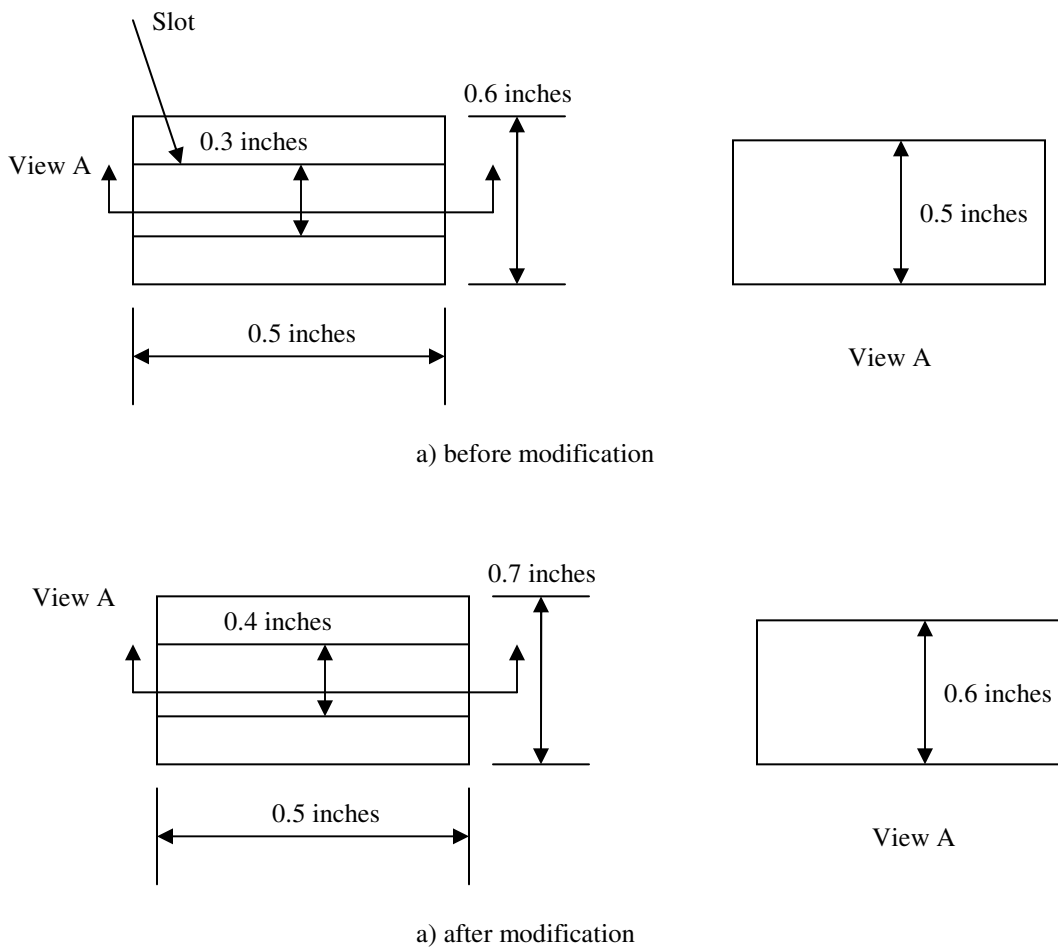 Slot
0.6 inches
0.3 inches
View A
0.5 inches
0.5 inches
View A
a) before modification
0.7 inches
View A
0.4 inches
0.6 inches
0.5 inches
View A
a) after modification